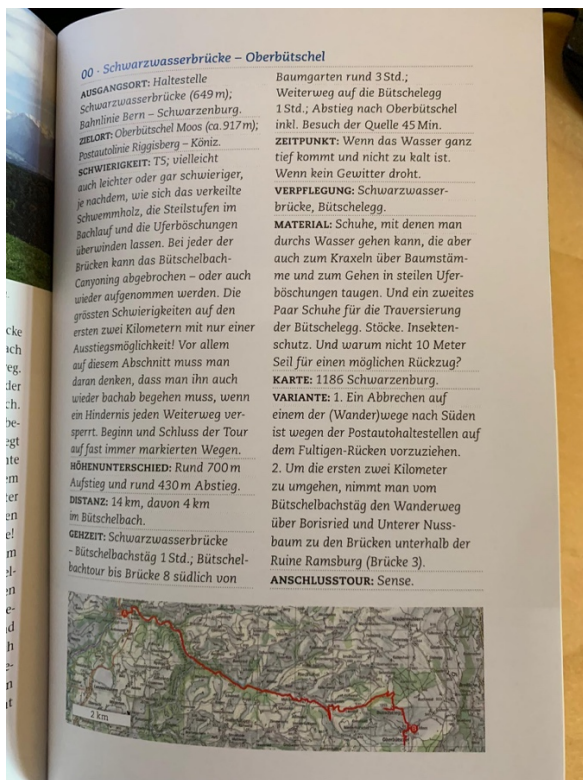 00 - Schwarzwasserbrücke – Oberbütschel
AUSGANGSORT: Haltestelle
Schwarzwasserbrücke (649 m);
Bahnlinie Bern – Schwarzenburg.
ZIELORT: Oberbütschel Moos (ca. 917 m);
Postautolinie Riggisberg – Köniz.
SCHWIERIGKEIT: T5; vielleicht
auch leichter oder gar schwieriger,
je nachdem, wie sich das verkeilte
Schwemmholz, die Steilstufen im
Bachlauf und die Uferböschungen
überwinden lassen. Bei jeder der
Brücken kann das Bütschelbach-
Canyoning abgebrochen – oder auch
wieder aufgenommen werden. Die
grössten Schwierigkeiten auf den
ersten zwei Kilometern mit nur einer
Ausstiegsmöglichkeit! Vor allem
auf diesem Abschnitt muss man
daran denken, dass man ihn auch
wieder bachab begehen muss, wenn
ein Hindernis jeden Weiterweg ver-
sperrt. Beginn und Schluss der Tour
auf fast immer markierten Wegen.
HÖHENUNTERSCHIED: Rund 700 m
Aufstieg und rund 430 m Abstieg.
DISTANZ: 14 km, davon 4 km
im Bütschelbach.
GEHZEIT: Schwarzwasserbrücke
– Bütschelbachstäg 1 Std.; Bütschel-
bachtour bis Brücke 8 südlich von
Baumgarten rund 3 Std.;
Weiterweg auf die Bütschelegg
1 Std.; Abstieg nach Oberbütschel
inkl. Besuch der Quelle 45 Min.
ZEITPUNKT: Wenn das Wasser ganz
tief kommt und nicht zu kalt ist.
Wenn kein Gewitter droht.
VERPFLEGUNG: Schwarzwasser-
brücke, Bütschelegg.
MATERIAL: Schuhe, mit denen man
durchs Wasser gehen kann, die aber
auch zum Kraxeln über Baumstäm-
me und zum Gehen in steilen Ufer-
böschungen taugen. Und ein zweites
Paar Schuhe für die Traversierung
der Bütschelegg. Stöcke. Insekten-
schutz. Und warum nicht 10 Meter
Seil für einen möglichen Rückzug?
KARTE: 1186 Schwarzenburg.
VARIANTE: 1. Ein Abbrechen auf
einem der (Wander)wege nach Süden
ist wegen der Postautohaltestellen auf
dem Fultigen-Rücken vorzuziehen.
2. Um die ersten zwei Kilometer
zu umgehen, nimmt man vom
Bütschelbachstäg den Wanderweg
über Borisried und Unterer Nuss-
baum zu den Brücken unterhalb der
Ruine Ramsburg (Brücke 3).
ANSCHLUSSTOUR: Sense.
2 km